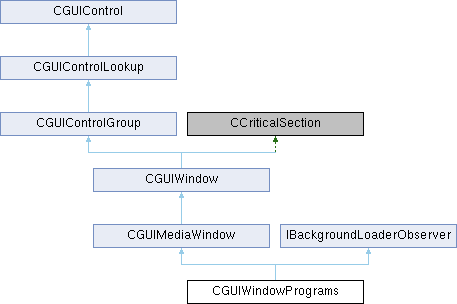 CGUIControl
CGUIControlLookup
CGUIControlGroup
CCriticalSection
CGUIWindow
CGUIMediaWindow
IBackgroundLoaderObserver
CGUIWindowPrograms